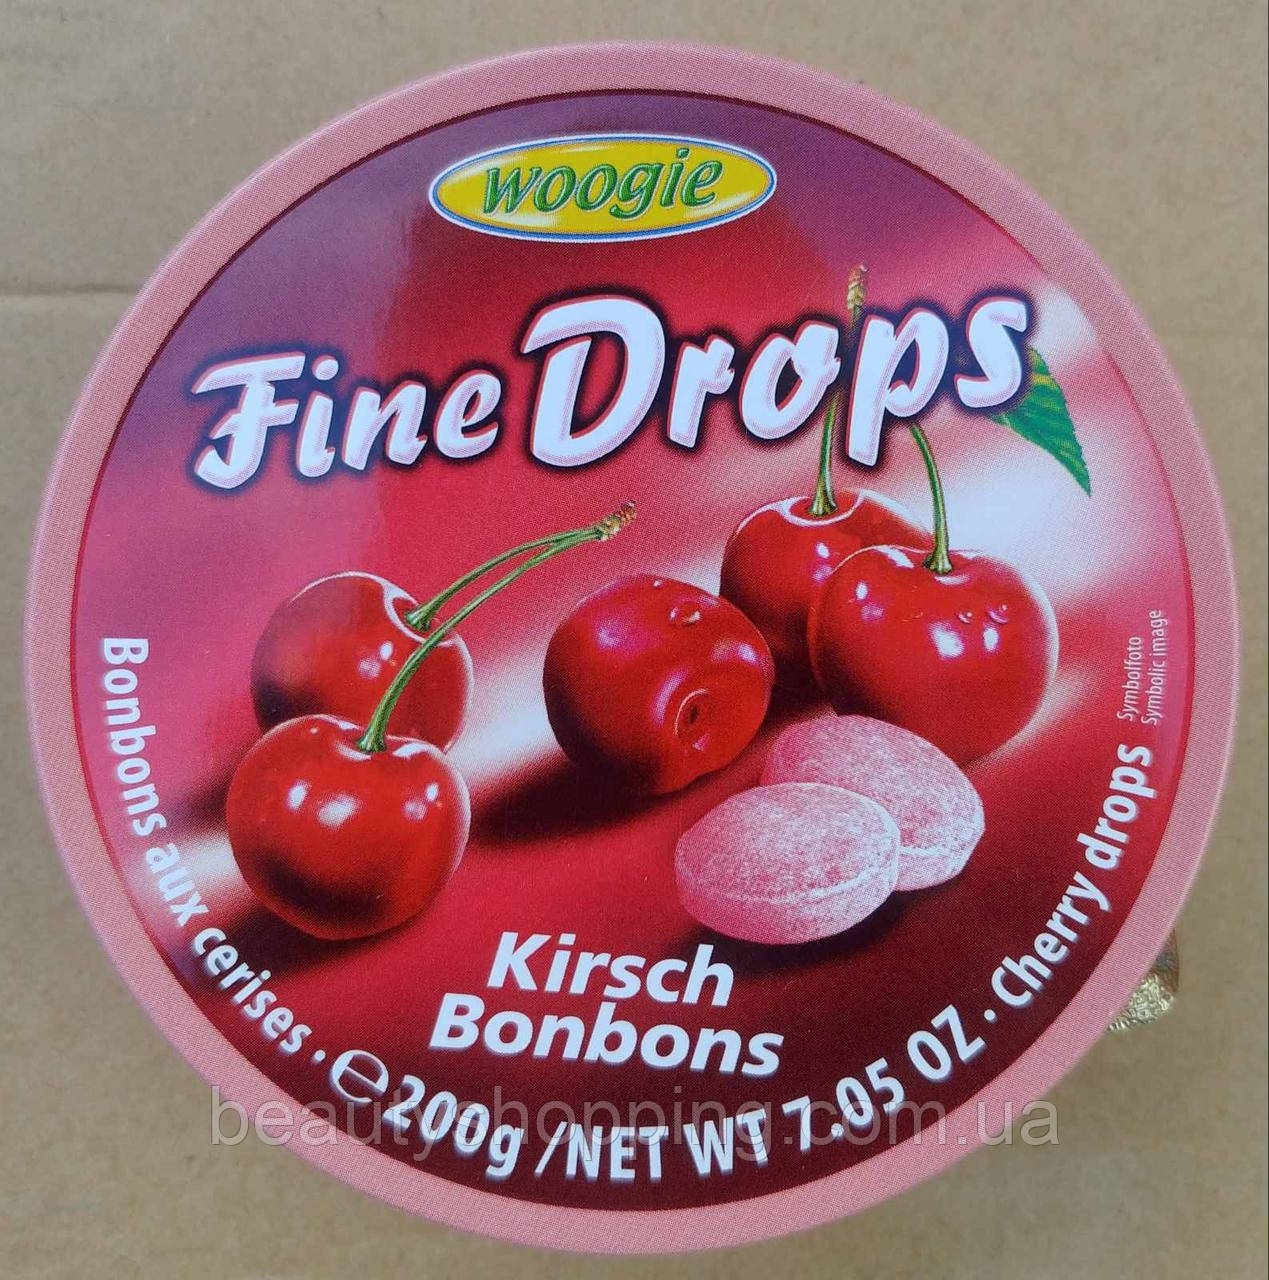 woogie
Fine Drops
Symbolfoto
Symbolic image
Kirsch
Bonbons
Bonbons aux cerises · ℮200g /NET WT 7.05 OZ · Cherry drops
beautyshopping.com.ua